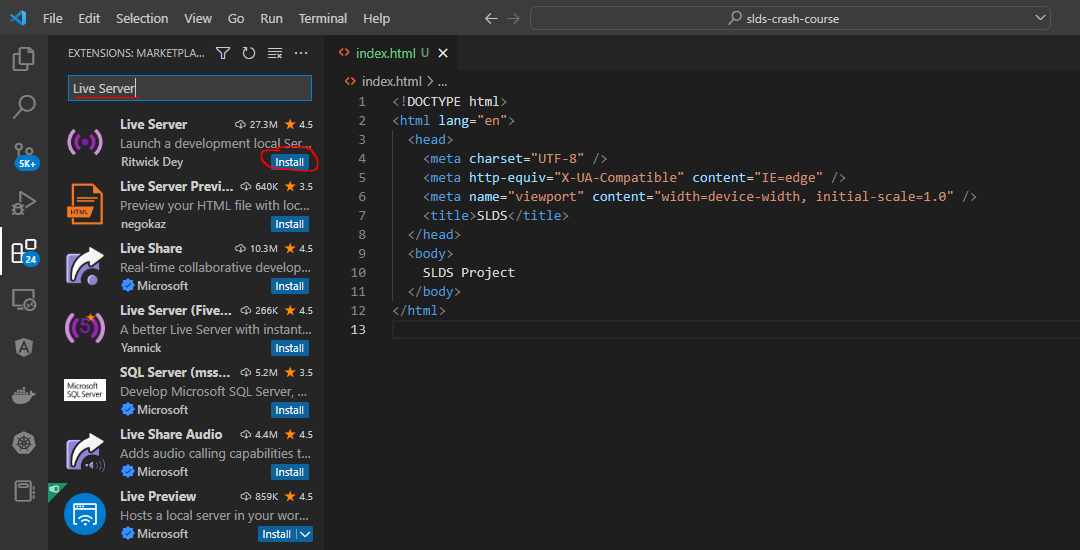 File Edit Selection View Go Run Terminal Help
slds-crash-course
EXTENSIONS: MARKETPLA...
Live Server
Live Server 27.3M 4.5
Launch a development local Ser...
Ritwick Dey Install
Live Server Previ... 640K 3.5
Preview your HTML file with loc...
negokaz Install
HTML
Live Share 10.3M 4.5
Real-time collaborative develop...
Microsoft Install
Live Server (Five... 266K 4.5
A better Live Server with instant...
Yannick Install
5
SQL Server (mss... 5.2M 3.5
Develop Microsoft SQL Server, ...
Microsoft Install
Microsoft
SQL Server
Live Share Audio 4.4M 4.5
Adds audio calling capabilities t...
Microsoft Install
Live Preview 859K 4.5
Hosts a local server in your wor...
Microsoft Install
5K+
24
index.html U
index.html > ...
1 <!DOCTYPE html>
2 <html lang="en">
3 <head>
4 <meta charset="UTF-8" />
5 <meta http-equiv="X-UA-Compatible" content="IE=edge" />
6 <meta name="viewport" content="width=device-width, initial-scale=1.0" />
7 <title>SLDS</title>
8 </head>
9 <body>
10 SLDS Project
11 </body>
12 </html>
13